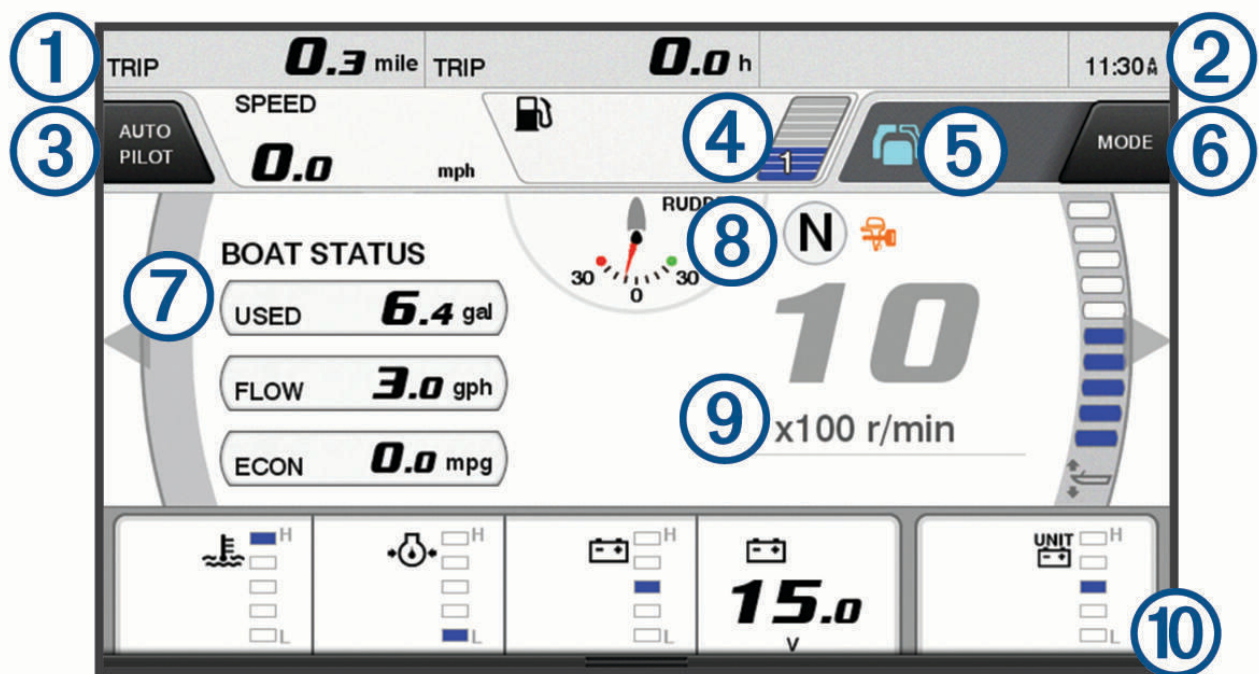 1
TRIP 0.3 mile TRIP 0.0 h
11:30 AM
2
3
AUTO
PILOT
SPEED
0.0 mph
4
1
5
MODE
6
8
N
30 0 30
BOAT STATUS
7
USED 6.4 gal
FLOW 3.0 gph
ECON 0.0 mpg
10
9
x100 r/min
H
L
H
L
H
L
15.0
V
UNIT
H
L
10